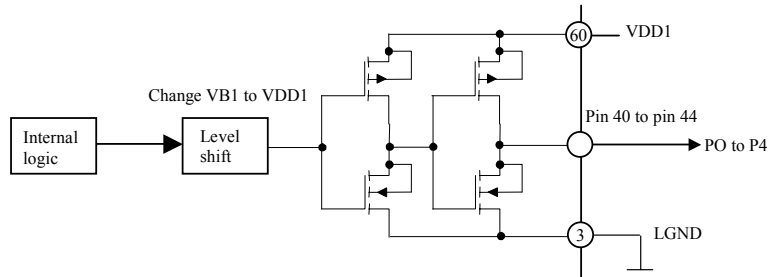 60
VDD1
Change VB1 to VDD1
Pin 40 to pin 44
Internal
logic
Level
shift
PO to P4
3
LGND